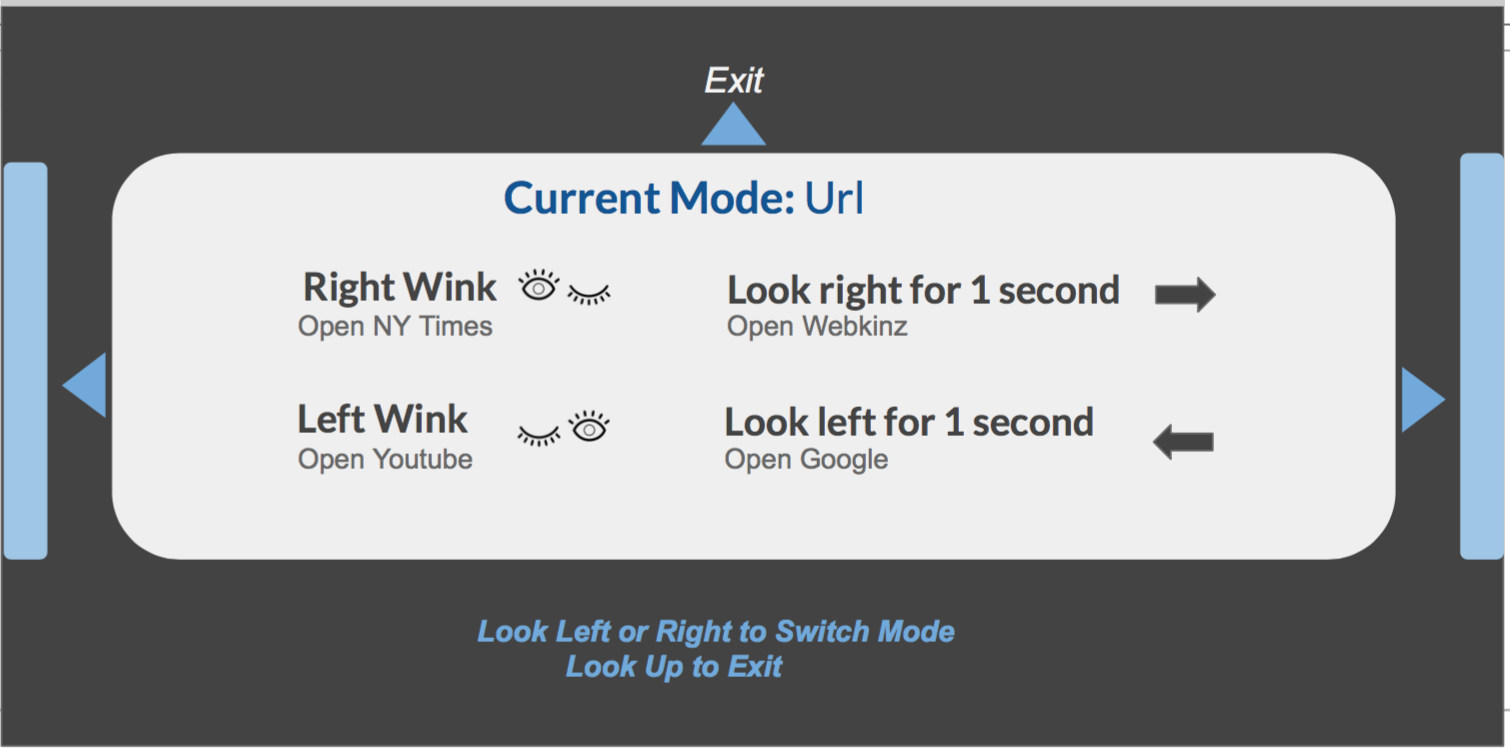 Exit
Current Mode: Url
Right Wink
Open NY Times
Look right for 1 second
Open Webkinz
Left Wink
Open Youtube
Look left for 1 second
Open Google
Look Left or Right to Switch Mode
Look Up to Exit